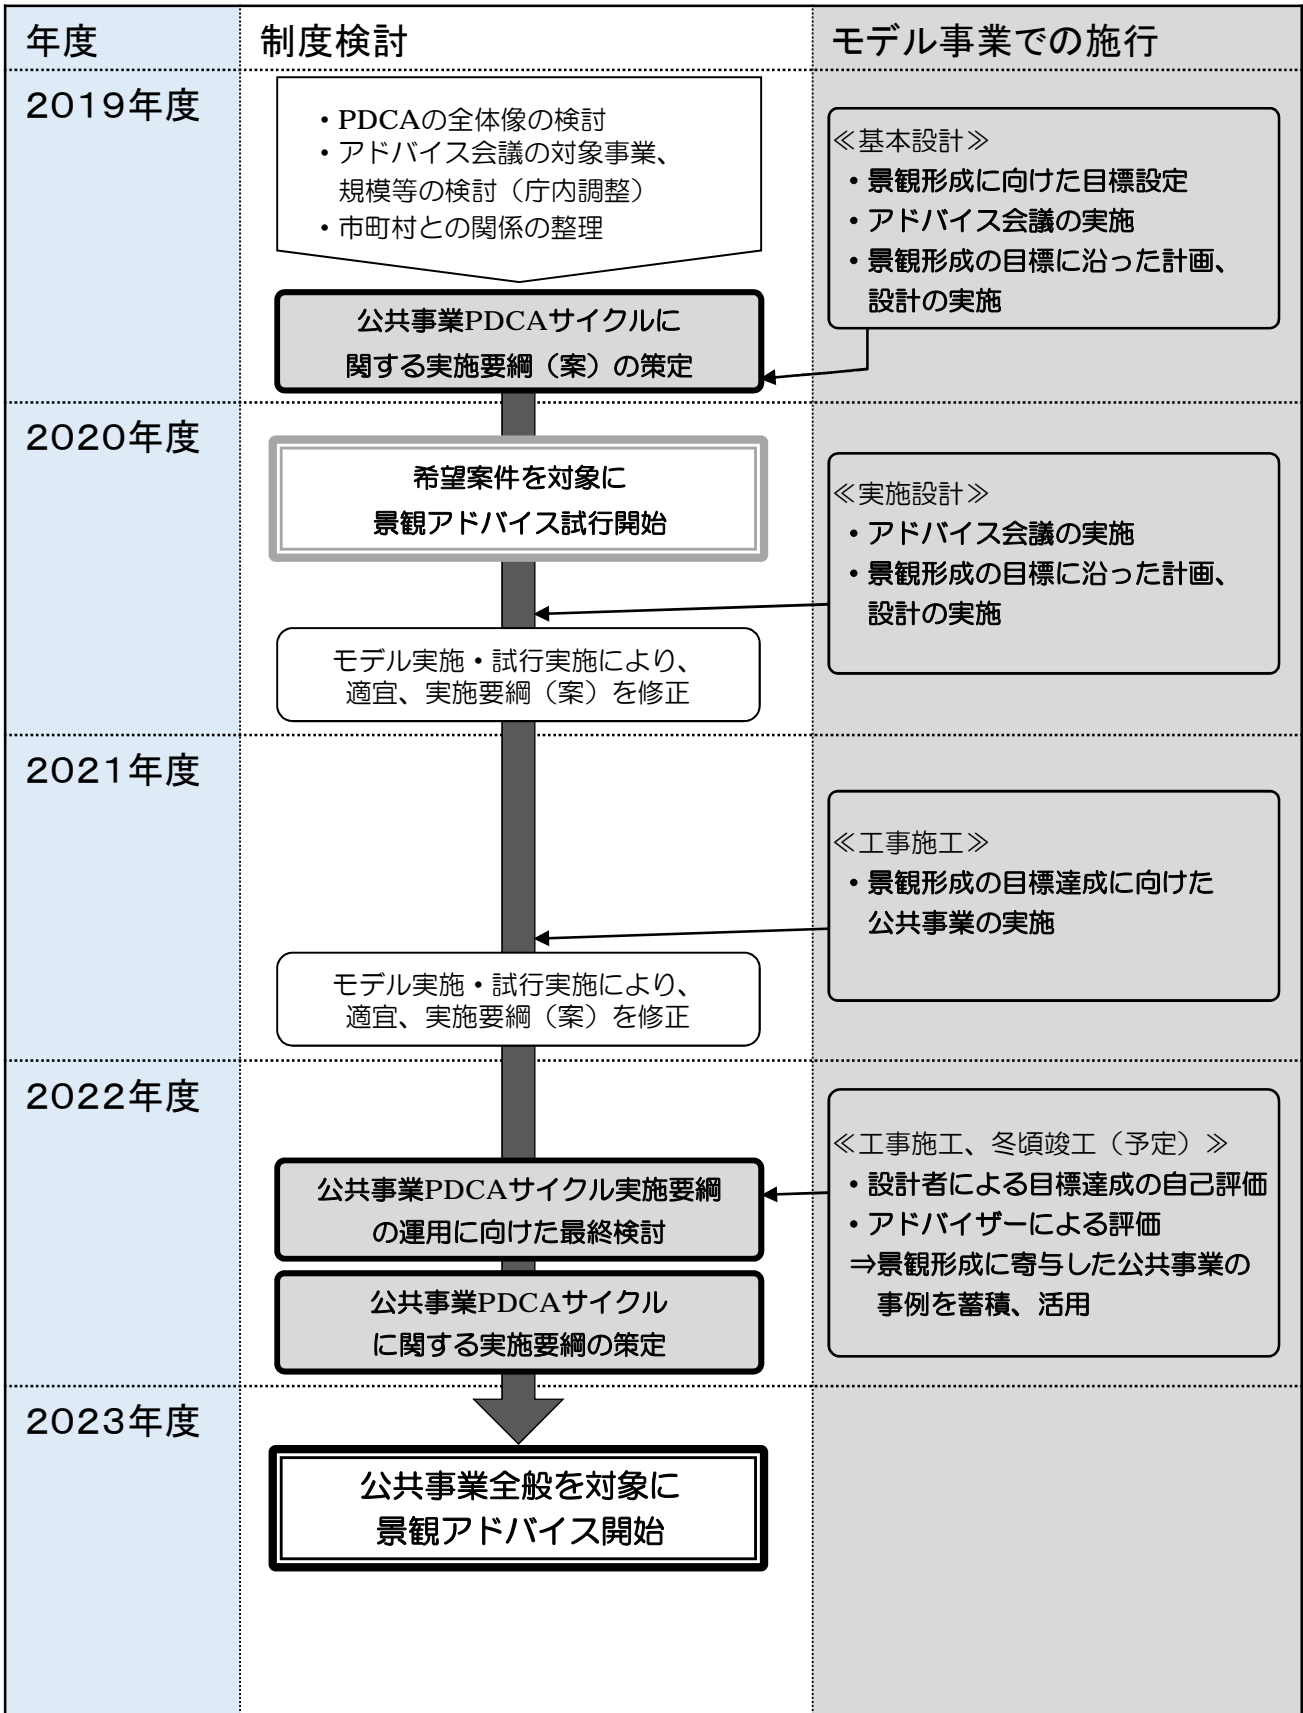 年度
制度検討
モデル事業での施行
2019年度
・PDCAの全体像の検討
・アドバイス会議の対象事業、
規模等の検討（庁内調整）
・市町村との関係の整理
公共事業PDCAサイクルに
関する実施要綱（案）の策定
≪基本設計≫
・景観形成に向けた目標設定
・アドバイス会議の実施
・景観形成の目標に沿った計画、
設計の実施
2020年度
希望案件を対象に
景観アドバイス試行開始
モデル実施・試行実施により、
適宜、実施要綱（案）を修正
≪実施設計≫
・アドバイス会議の実施
・景観形成の目標に沿った計画、
設計の実施
2021年度
モデル実施・試行実施により、
適宜、実施要綱（案）を修正
≪工事施工≫
・景観形成の目標達成に向けた
公共事業の実施
2022年度
公共事業PDCAサイクル実施要綱
の運用に向けた最終検討
公共事業PDCAサイクル
に関する実施要綱の策定
≪工事施工、冬頃竣工（予定）≫
・設計者による目標達成の自己評価
・アドバイザーによる評価
⇒景観形成に寄与した公共事業の
事例を蓄積、活用
2023年度
公共事業全般を対象に
景観アドバイス開始